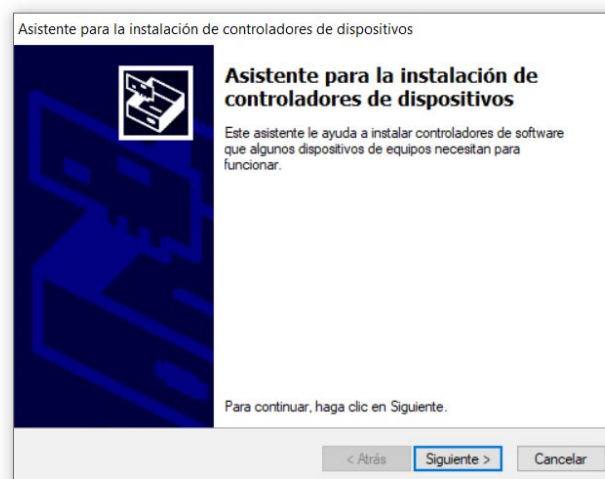 Asistente para la instalación de controladores de dispositivos
Asistente para la instalación de
controladores de dispositivos
Este asistente le ayuda a instalar controladores de software
que algunos dispositivos de equipos necesitan para
funcionar.
Para continuar, haga clic en Siguiente.
< Atrás Siguiente > Cancelar